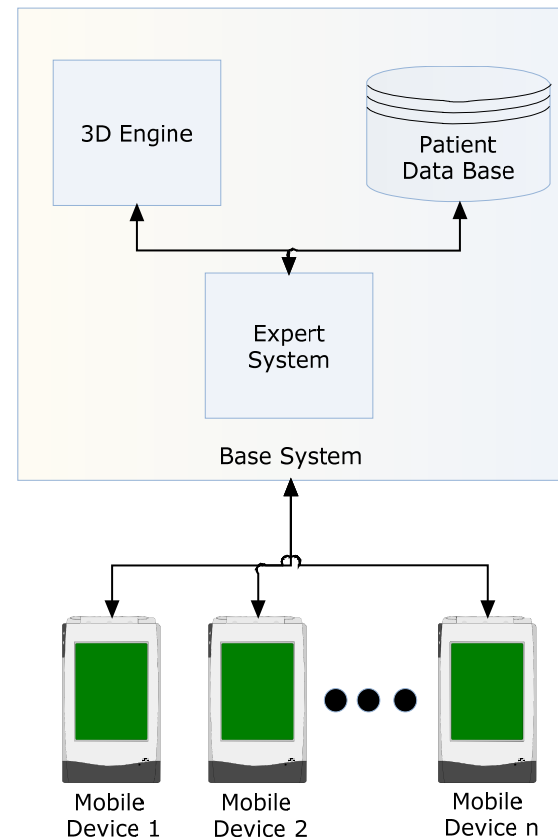 3D Engine
Patient
Data Base
Expert
System
Base System
Mobile
Device 1
Mobile
Device 2
Mobile
Device n